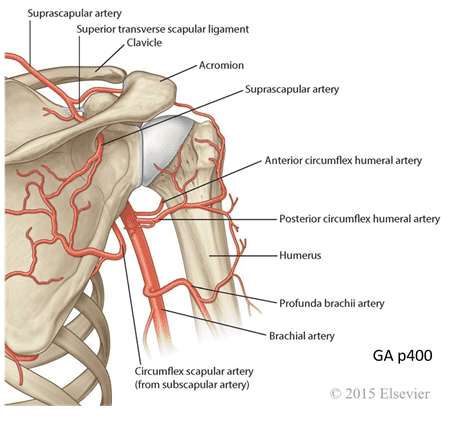 Suprascapular artery
Superior transverse scapular ligament
Clavicle
Acromion
Suprascapular artery
Anterior circumflex humeral artery
Posterior circumflex humeral artery
Humerus
Profunda brachii artery
Brachial artery
Circumflex scapular artery
(from subscapular artery)
GA p400
© 2015 Elsevier